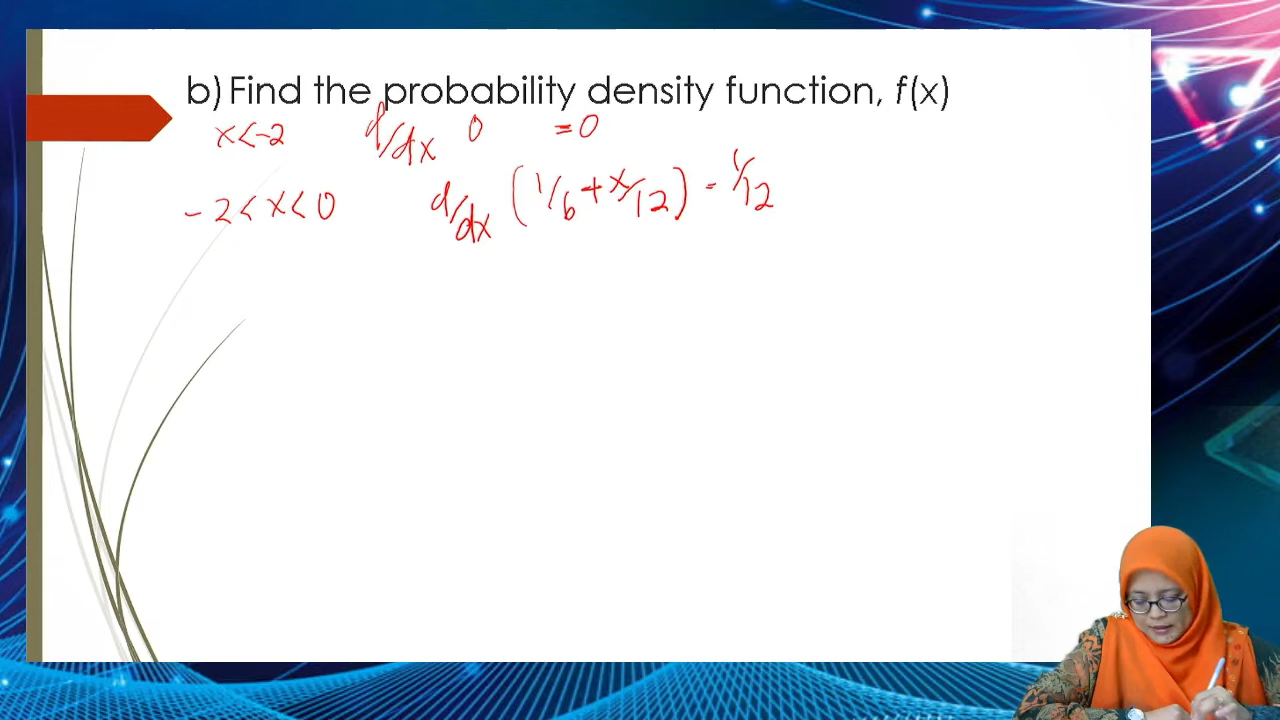 b) Find the probability density function, f(x)
x<-2 d/dx 0 =0
-2<x<0 d/dx (1/6+x/12) = 1/12